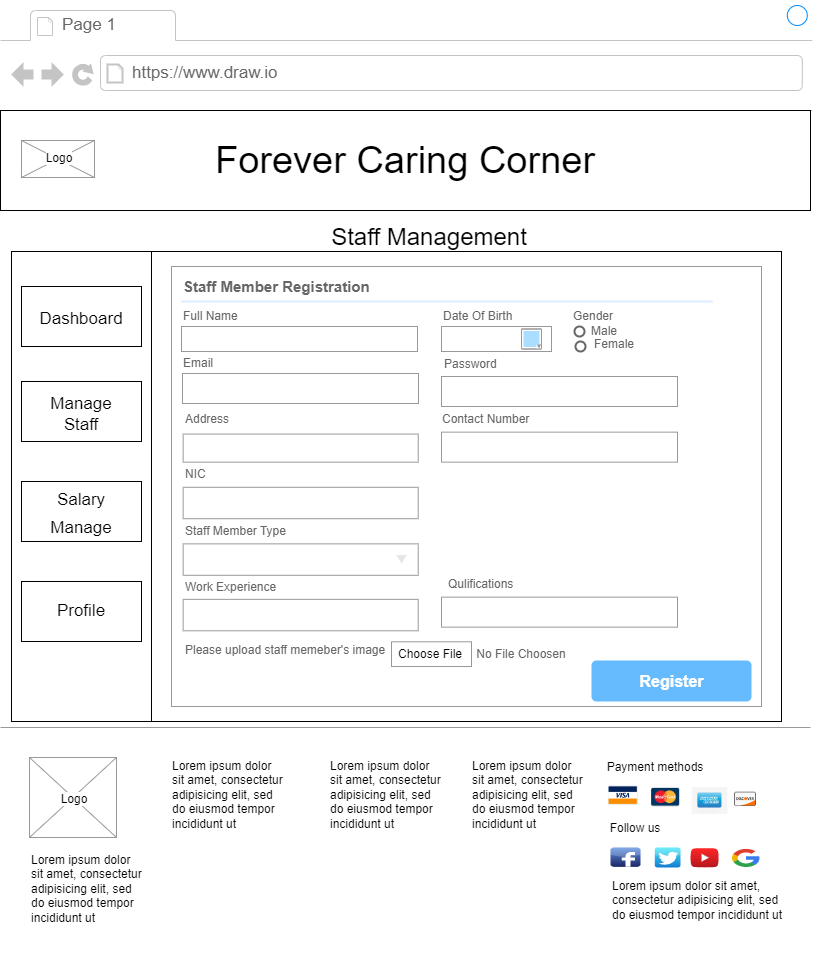 Page 1
https://www.draw.io
Logo
Forever Caring Corner
Staff Management
Dashboard
Manage
Staff
Salary
Manage
Profile
Staff Member Registration
Full Name
Date Of Birth
Gender
Male
Female
Email
Password
Address
Contact Number
NIC
Staff Member Type
Work Experience
Qulifications
Please upload staff memeber's image
Choose File
No File Choosen
Register
Logo
Lorem ipsum dolor
sit amet, consectetur
adipisicing elit, sed
do eiusmod tempor
incididunt ut
Lorem ipsum dolor
sit amet, consectetur
adipisicing elit, sed
do eiusmod tempor
incididunt ut
Lorem ipsum dolor
sit amet, consectetur
adipisicing elit, sed
do eiusmod tempor
incididunt ut
Lorem ipsum dolor
sit amet, consectetur
adipisicing elit, sed
do eiusmod tempor
incididunt ut
Payment methods
VISA
MasterCard
DISCOVER
Follow us
Lorem ipsum dolor sit amet,
consectetur adipisicing elit, sed
do eiusmod tempor incididunt ut